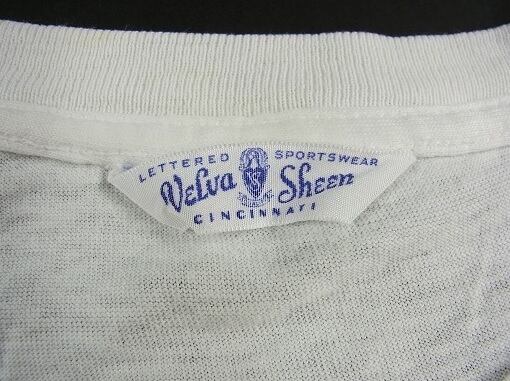 LETTERED SPORTSWEAR
Velva Sheen
CINCINNATI